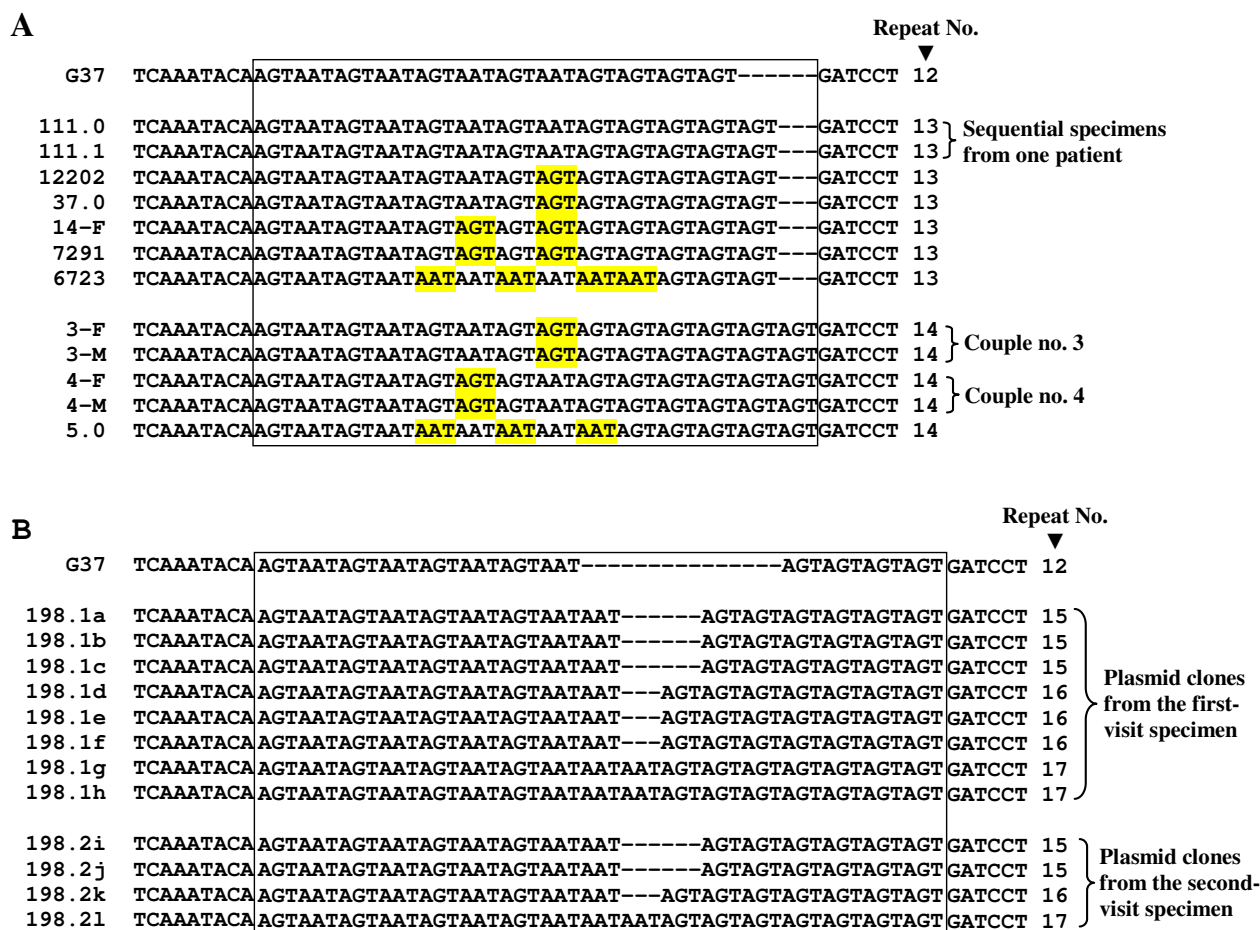 A
Repeat No.
▼
G37 TCAAATACAAGTAATAGTAATAGTAATAGTAATAGTAGTAGTAGT------GATCCT 12
111.0 TCAAATACAAGTAATAGTAATAGTAATAGTAATAGTAGTAGTAGTAGT---GATCCT 13
111.1 TCAAATACAAGTAATAGTAATAGTAATAGTAATAGTAGTAGTAGTAGT---GATCCT 13
Sequential specimens
from one patient
12202 TCAAATACAAGTAATAGTAATAGTAATAGTAGTAGTAGTAGTAGTAGT---GATCCT 13
37.0 TCAAATACAAGTAATAGTAATAGTAATAGTAGTAGTAGTAGTAGTAGT---GATCCT 13
14-F TCAAATACAAGTAATAGTAATAGTAGTAGTAGTAGTAGTAGTAGTAGT---GATCCT 13
7291 TCAAATACAAGTAATAGTAATAGTAGTAGTAGTAGTAGTAGTAGTAGT---GATCCT 13
6723 TCAAATACAAGTAATAGTAATAATAATAATAATAATAATAGTAGTAGT---GATCCT 13
3-F TCAAATACAAGTAATAGTAATAGTAATAGTAGTAGTAGTAGTAGTAGTAGTGATCCT 14
3-M TCAAATACAAGTAATAGTAATAGTAATAGTAGTAGTAGTAGTAGTAGTAGTGATCCT 14
Couple no. 3
4-F TCAAATACAAGTAATAGTAATAGTAGTAGTAATAGTAGTAGTAGTAGTAGTGATCCT 14
4-M TCAAATACAAGTAATAGTAATAGTAGTAGTAATAGTAGTAGTAGTAGTAGTGATCCT 14
Couple no. 4
5.0 TCAAATACAAGTAATAGTAATAATAATAATAATAATAGTAGTAGTAGTAGTGATCCT 14
B
Repeat No.
▼
G37 TCAAATACAAGTAATAGTAATAGTAATAGTAAT---------------AGTAGTAGTAGTGATCCT 12
198.1a TCAAATACAAGTAATAGTAATAGTAATAGTAATAAT------AGTAGTAGTAGTAGTAGTGATCCT 15
198.1b TCAAATACAAGTAATAGTAATAGTAATAGTAATAAT------AGTAGTAGTAGTAGTAGTGATCCT 15
198.1c TCAAATACAAGTAATAGTAATAGTAATAGTAATAAT------AGTAGTAGTAGTAGTAGTGATCCT 15
198.1d TCAAATACAAGTAATAGTAATAGTAATAGTAATAAT---AGTAGTAGTAGTAGTAGTAGTGATCCT 16
198.1e TCAAATACAAGTAATAGTAATAGTAATAGTAATAAT---AGTAGTAGTAGTAGTAGTAGTGATCCT 16
198.1f TCAAATACAAGTAATAGTAATAGTAATAGTAATAAT---AGTAGTAGTAGTAGTAGTAGTGATCCT 16
198.1g TCAAATACAAGTAATAGTAATAGTAATAGTAATAATAATAGTAGTAGTAGTAGTAGTAGTGATCCT 17
198.1h TCAAATACAAGTAATAGTAATAGTAATAGTAATAATAATAGTAGTAGTAGTAGTAGTAGTGATCCT 17
Plasmid clones
from the first-
visit specimen
198.2i TCAAATACAAGTAATAGTAATAGTAATAGTAATAAT------AGTAGTAGTAGTAGTAGTGATCCT 15
198.2j TCAAATACAAGTAATAGTAATAGTAATAGTAATAAT------AGTAGTAGTAGTAGTAGTGATCCT 15
198.2k TCAAATACAAGTAATAGTAATAGTAATAGTAATAAT---AGTAGTAGTAGTAGTAGTAGTGATCCT 16
198.2l TCAAATACAAGTAATAGTAATAGTAATAGTAATAATAATAGTAGTAGTAGTAGTAGTAGTGATCCT 17
Plasmid clones
from the second-
visit specimen